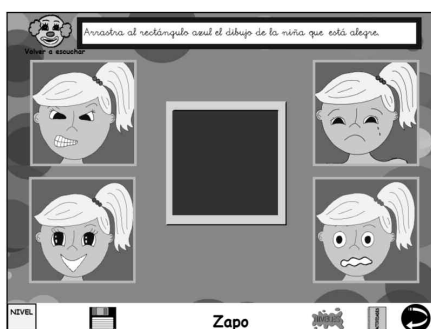 Arrastra al rectángulo azul el dibujo de la niña que está alegre.
Volver a escuchar
NIVEL
Zapo